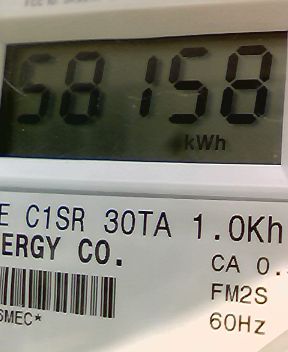 58158
kWh
E C1SR 30TA 1.0Kh
ERGY CO.
CA 0.
FM2S
60Hz
SMEC*